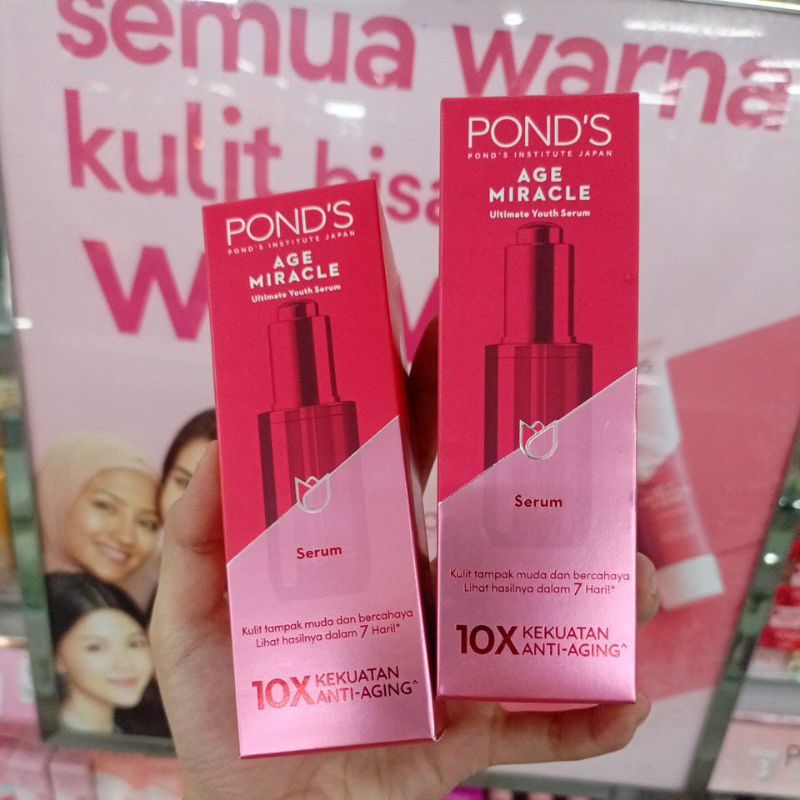 semua warna
kulit bisa
POND'S
POND'S INSTITUTE JAPAN
AGE
MIRACLE
Ultimate Youth Serum
Serum
Kulit tampak muda dan bercahaya
Lihat hasilnya dalam 7 Hari!*
10X KEKUATAN
ANTI-AGING^
POND'S
POND'S INSTITUTE JAPAN
AGE
MIRACLE
Ultimate Youth Serum
Serum
Kulit tampak muda dan bercahaya
Lihat hasilnya dalam 7 Hari!*
10X KEKUATAN
ANTI-AGING^